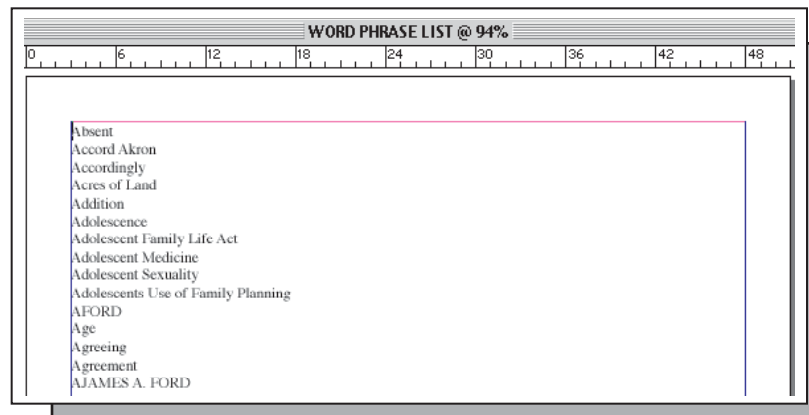 WORD PHRASE LIST @ 94%
0 6 12 18 24 30 36 42 48
Absent
Accord Akron
Accordingly
Acres of Land
Addition
Adolescence
Adolescent Family Life Act
Adolescent Medicine
Adolescent Sexuality
Adolescents Use of Family Planning
AFORD
Age
Agreeing
Agreement
AJAMES A. FORD